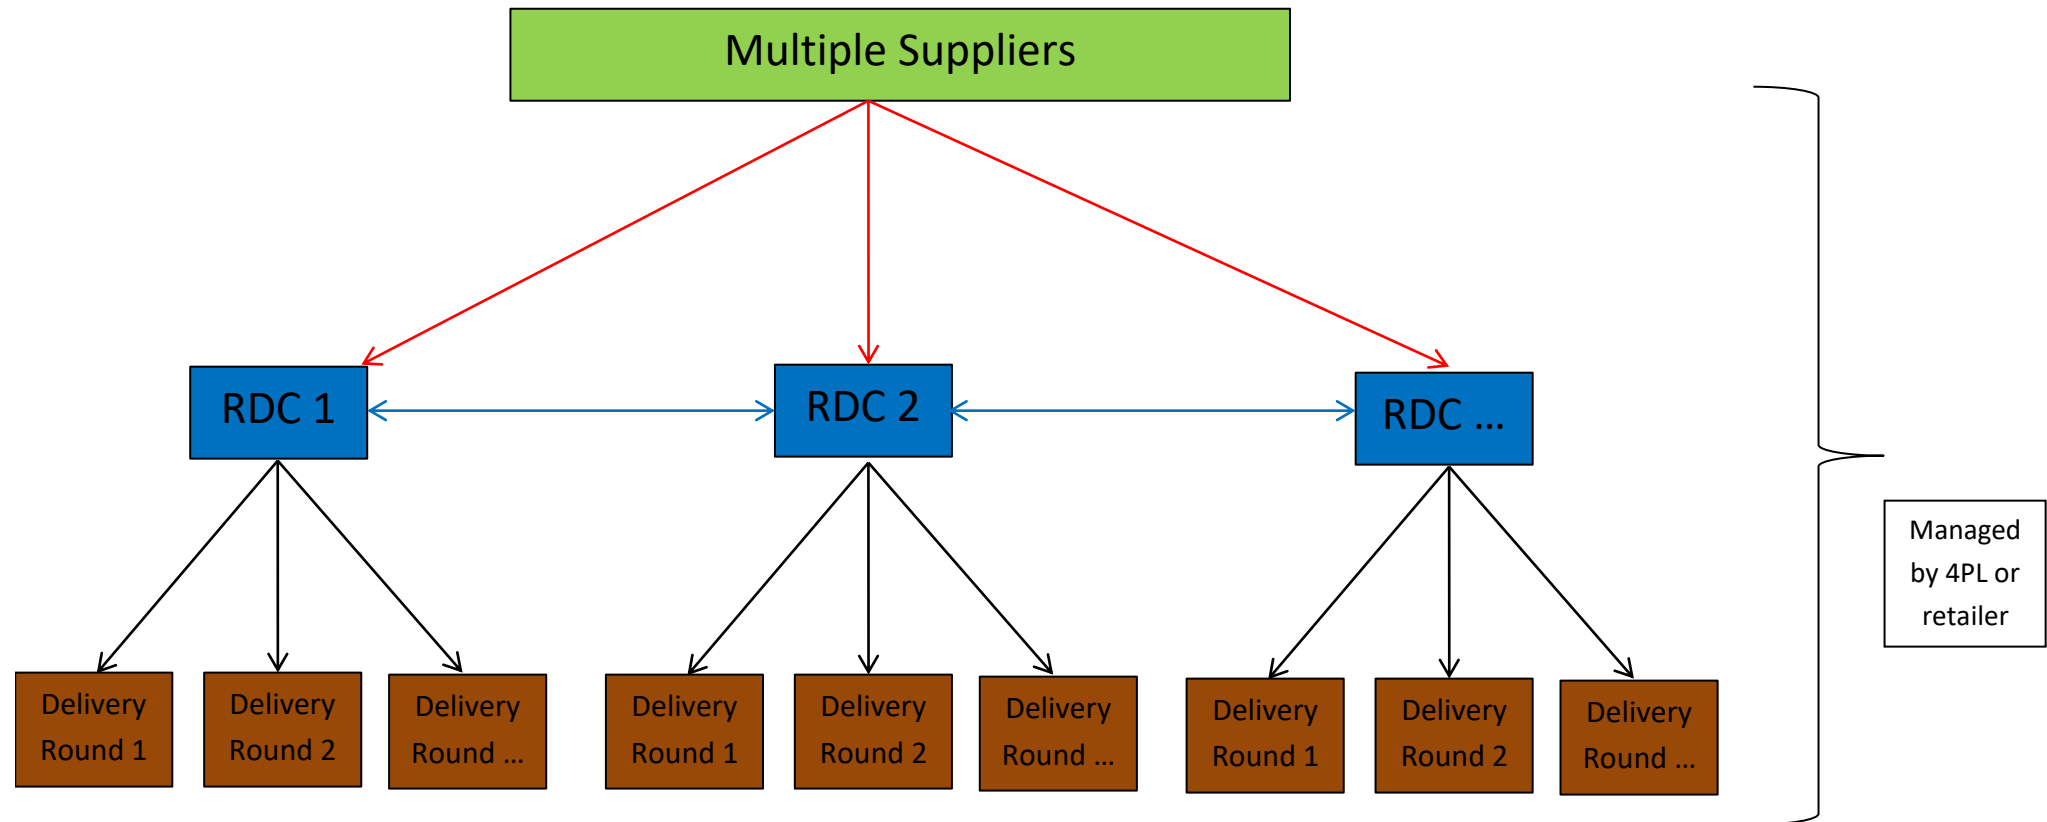 Multiple Suppliers
RDC 1
RDC 2
RDC ...
Managed
by 4PL or
retailer
Delivery
Round 1
Delivery
Round 2
Delivery
Round ...
Delivery
Round 1
Delivery
Round 2
Delivery
Round ...
Delivery
Round 1
Delivery
Round 2
Delivery
Round ...